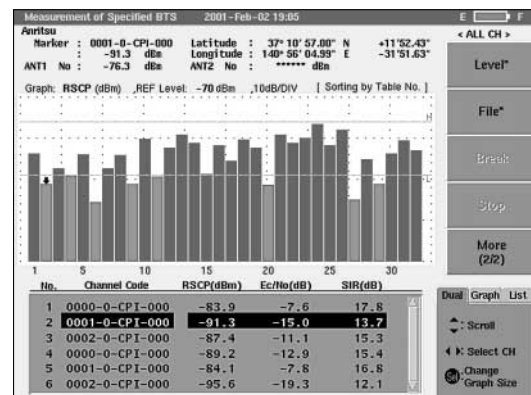 Measurement of Specified BTS 2001-Feb-02 19:05 E F
Anritsu
Marker : 0001-0-CPI-000 Latitude : 37° 10' 57.00" N +11'52.43"
: -91.3 dBm Longitude : 140° 56' 04.99" E -31'51.63"
ANT1 No : -76.3 dBm ANT2 No : ****** dBm
Graph: RSCP (dBm) ,REF Level: -70 dBm ,10dB/DIV [ Sorting by Table No. ]
H
L
1 5 10 15 20 25 30
No. Channel Code RSCP(dBm) Ec/No(dB) SIR(dB)
1 0000-0-CPI-000 -83.9 -7.6 17.8
2 0001-0-CPI-000 -91.3 -15.0 13.7
3 0002-0-CPI-000 -87.4 -11.1 15.3
4 0000-0-CPI-000 -89.2 -12.9 15.4
5 0001-0-CPI-000 -84.1 -7.8 16.8
6 0002-0-CPI-000 -95.6 -19.3 12.1
< ALL CH >
Level*
File*
Break
Stop
More
(2/2)
Dual Graph List
: Scroll
: Select CH
Sel :Change
Graph Size